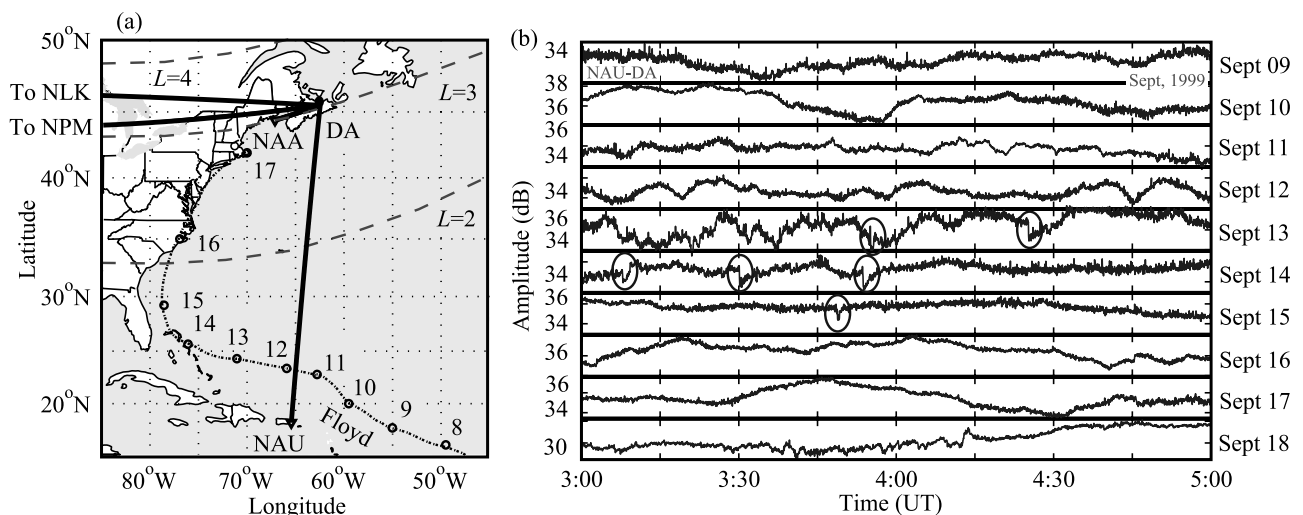 (a)
50°N
40°N
30°N
20°N
Latitude
80°W
70°W
60°W
50°W
Longitude
To NLK
To NPM
L=4
L=3
L=2
NAA
DA
NAU
Floyd
17
16
15
14
13
12
11
10
9
8
(b)
Amplitude (dB)
34
NAU-DA
Sept, 1999
Sept 09
38
36
Sept 10
36
34
Sept 11
34
Sept 12
36
34
Sept 13
34
Sept 14
36
34
Sept 15
36
Sept 16
36
34
Sept 17
30
Sept 18
3:00
3:30
4:00
4:30
5:00
Time (UT)